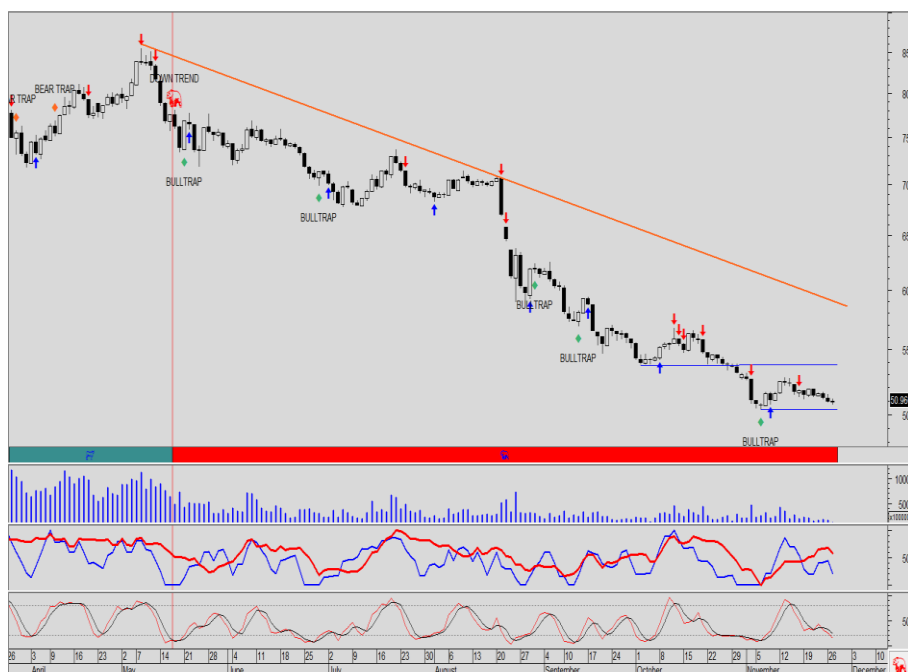 85
BEAR TRAP
DOWN TREND
80
R TRAP
75
BULLTRAP
70
BULLTRAP
65
60
BULLTRAP
55
BULLTRAP
50.96
50
BULLTRAP
1000
500
x100000
50
50
26 3 9 16 23 2 7 14 21 28 4 11 18 25 2 9 16 23 30 6 13 20 27 3 10 17 24 1 8 15 22 29 5 12 19 26 3 10
April May June July August September October November December